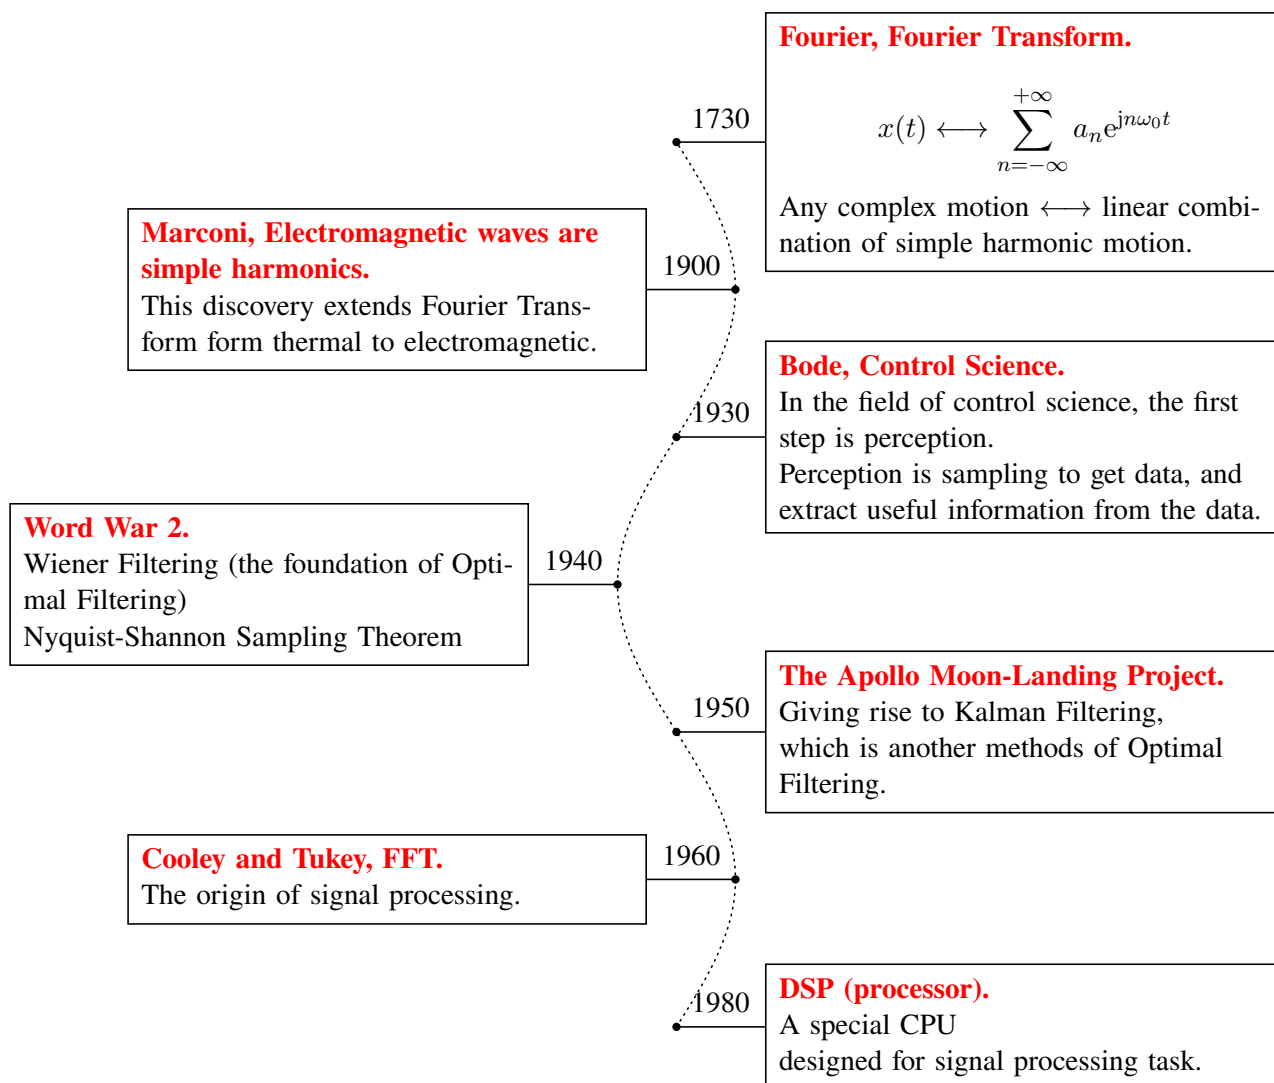 Fourier, Fourier Transform.
1730
x(t) ⟷ \sum_{n=-\infty}^{+\infty} a_n e^{jnω_0 t}
Any complex motion ⟷ linear combi-
nation of simple harmonic motion.
Marconi, Electromagnetic waves are
simple harmonics.
This discovery extends Fourier Trans-
form form thermal to electromagnetic.
1900
1930
Bode, Control Science.
In the field of control science, the first
step is perception.
Perception is sampling to get data, and
extract useful information from the data.
Word War 2.
Wiener Filtering (the foundation of Opti-
mal Filtering)
Nyquist-Shannon Sampling Theorem
1940
1950
The Apollo Moon-Landing Project.
Giving rise to Kalman Filtering,
which is another methods of Optimal
Filtering.
Cooley and Tukey, FFT.
The origin of signal processing.
1960
1980
DSP (processor).
A special CPU
designed for signal processing task.